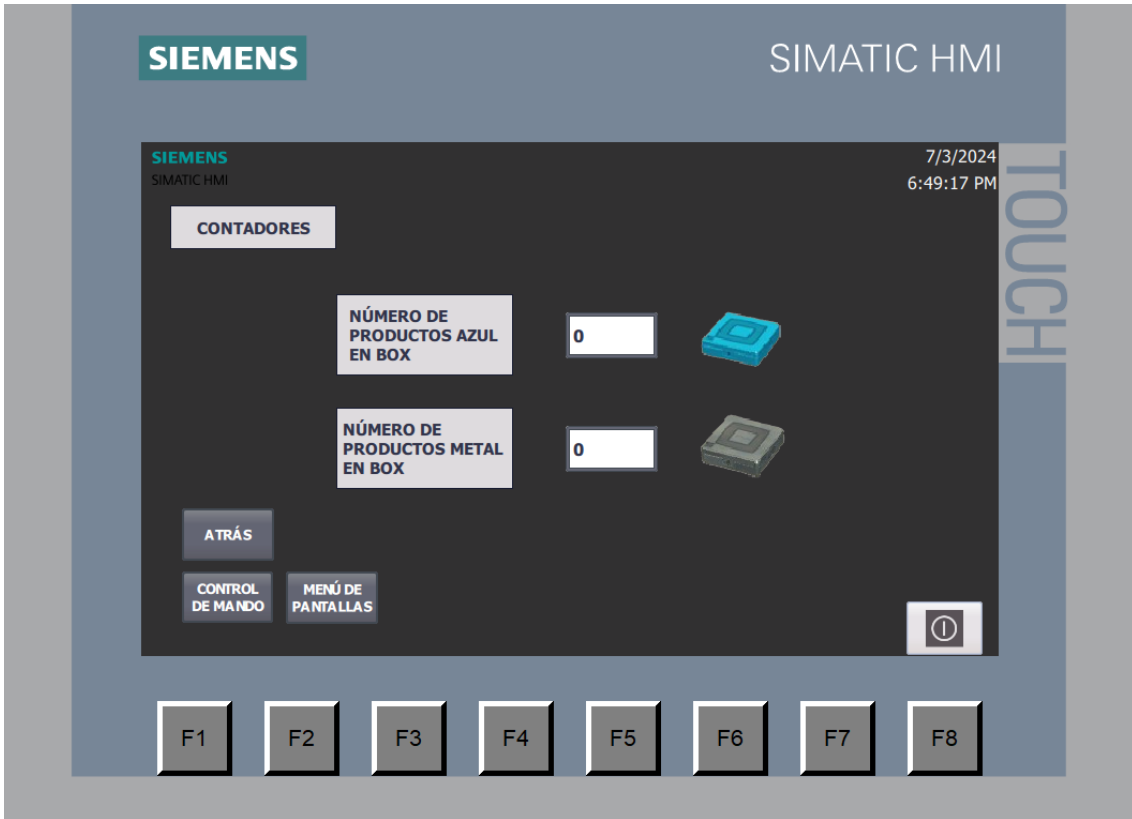 SIEMENS
SIMATIC HMI
TOUCH
SIEMENS
SIMATIC HMI
7/3/2024
6:49:17 PM
CONTADORES
NÚMERO DE
PRODUCTOS AZUL
EN BOX
0
NÚMERO DE
PRODUCTOS METAL
EN BOX
0
ATRÁS
CONTROL
DE MANDO
MENÚ DE
PANTALLAS
F1
F2
F3
F4
F5
F6
F7
F8